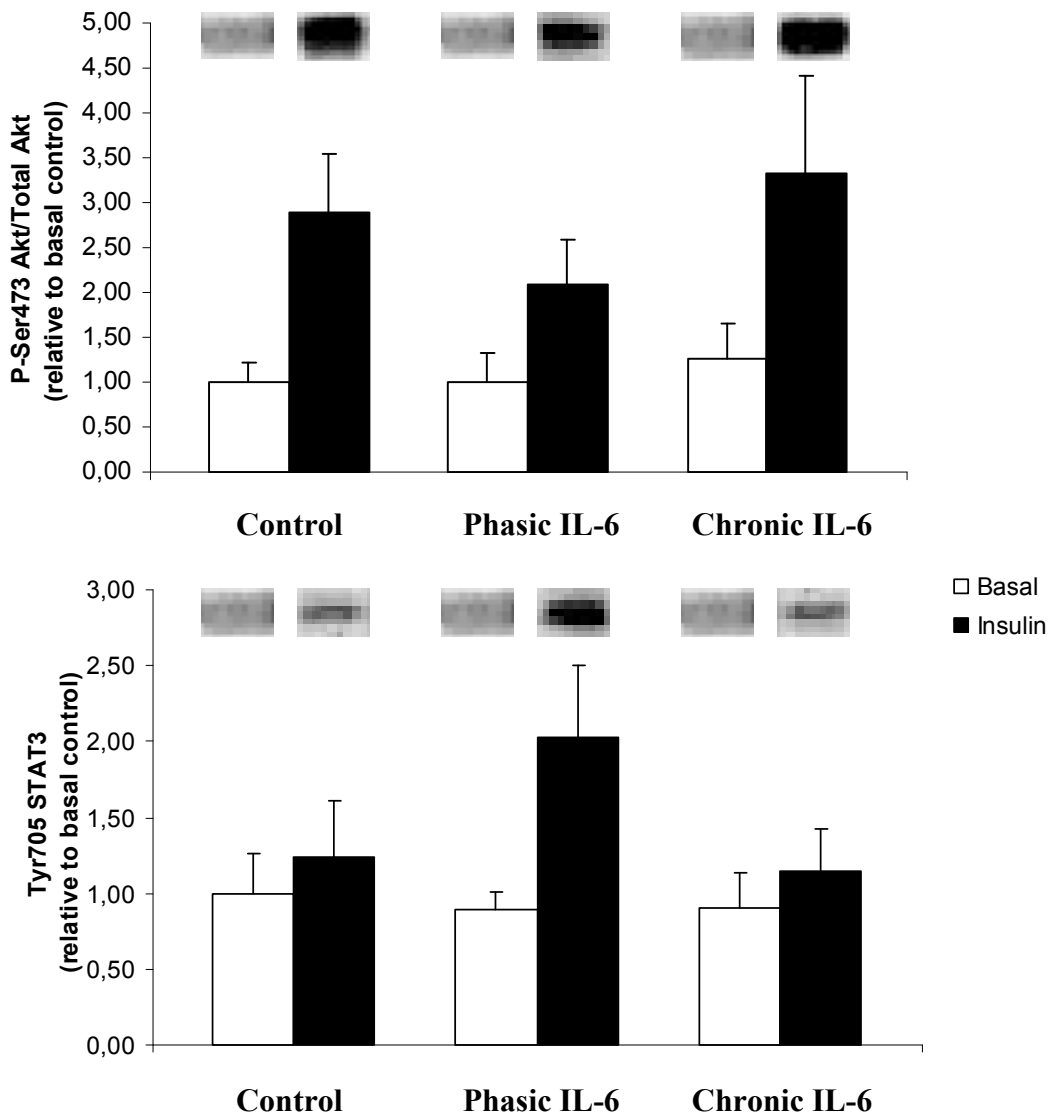 5,00
4,50
4,00
3,50
3,00
2,50
2,00
1,50
1,00
0,50
0,00
P-Ser473 Akt/Total Akt
(relative to basal control)
Control Phasic IL-6 Chronic IL-6
3,00
2,50
2,00
1,50
1,00
0,50
0,00
Tyr705 STAT3
(relative to basal control)
Basal
Insulin
Control Phasic IL-6 Chronic IL-6